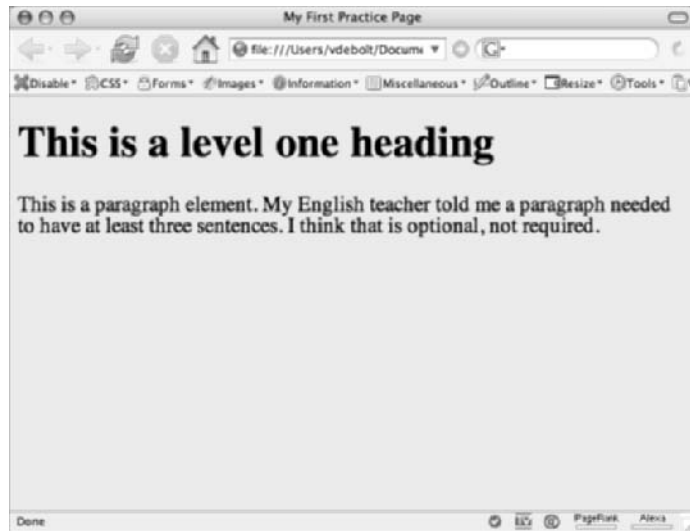 My First Practice Page
file:///Users/vdebolt/Docume
Disable CSS Forms Images Information Miscellaneous Outline Resize Tools
This is a level one heading
This is a paragraph element. My English teacher told me a paragraph needed
to have at least three sentences. I think that is optional, not required.
Done PageRank Alexa